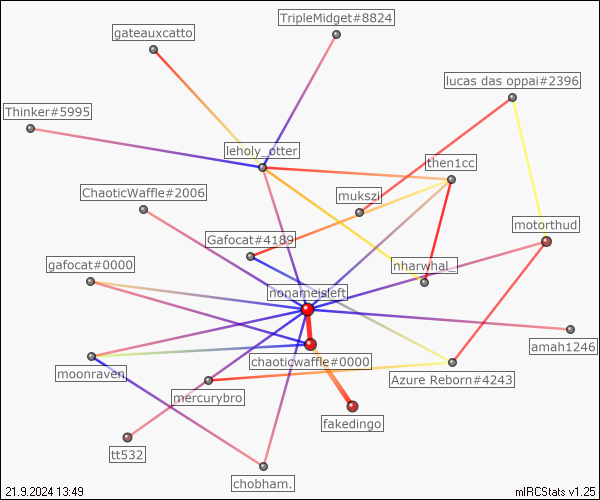 TripleMidget#8824
gateauxcatto
lucas das oppai#2396
Thinker#5995
leholy_otter
then1cc
ChaoticWaffle#2006
mukszi
motorthud
Gafocat#4189
gafocat#0000
nharwhal_
nonameisleft
amah1246
chaoticwaffle#0000
moonraven
Azure Reborn#4243
mercurybro
fakedingo
tt532
chobham.
21.9.2024 13:49
mIRCStats v1.25